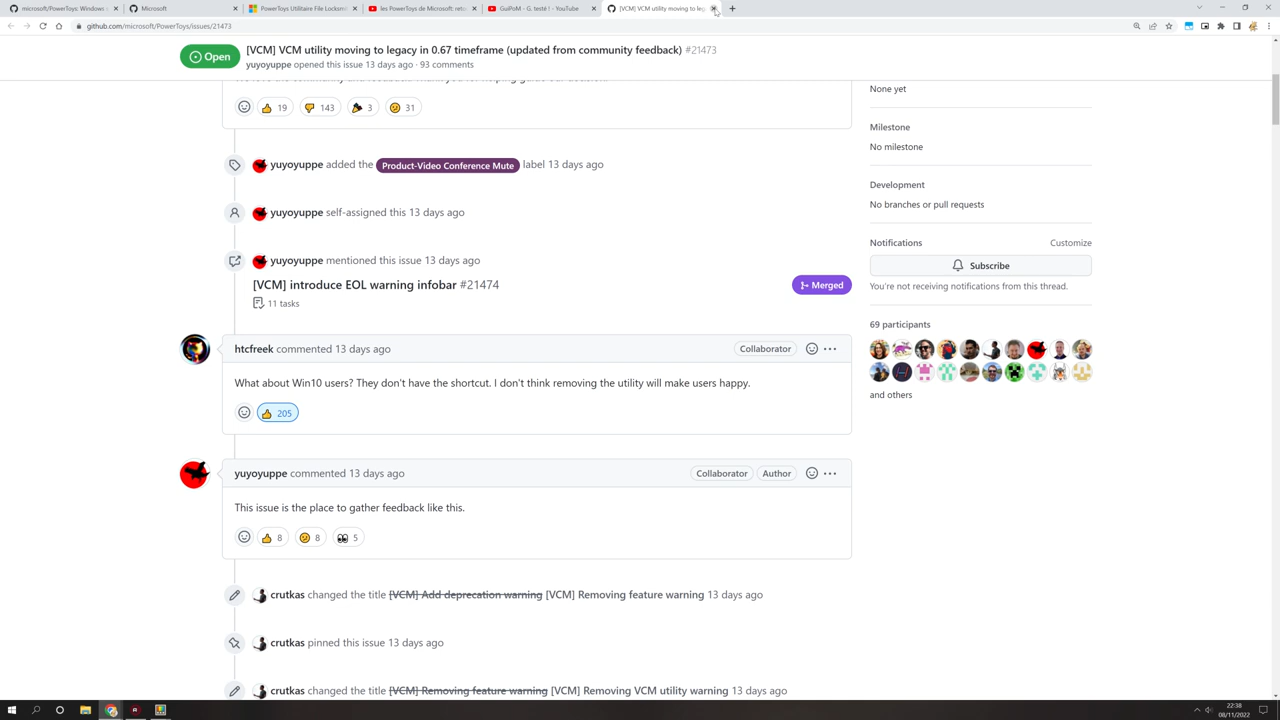 microsoft/PowerToys: Windows s
Microsoft
PowerToys Utilitaire File Locksmi
les PowerToys de Microsoft: reto
GuiPoM - G. testé ! - YouTube
[VCM] VCM utility moving to leg
github.com/microsoft/PowerToys/issues/21473
Open
[VCM] VCM utility moving to legacy in 0.67 timeframe (updated from community feedback) #21473
yuyoyuppe opened this issue 13 days ago · 93 comments
19
143
3
31
None yet
Milestone
No milestone
Development
No branches or pull requests
Notifications
Customize
Subscribe
You're not receiving notifications from this thread.
69 participants
and others
yuyoyuppe added the Product-Video Conference Mute label 13 days ago
yuyoyuppe self-assigned this 13 days ago
yuyoyuppe mentioned this issue 13 days ago
[VCM] introduce EOL warning infobar #21474
Merged
11 tasks
htcfreek commented 13 days ago
Collaborator
What about Win10 users? They don't have the shortcut. I don't think removing the utility will make users happy.
205
yuyoyuppe commented 13 days ago
Collaborator
Author
This issue is the place to gather feedback like this.
8
8
5
crutkas changed the title [VCM] Add deprecation warning [VCM] Removing feature warning 13 days ago
crutkas pinned this issue 13 days ago
crutkas changed the title [VCM] Removing feature warning [VCM] Removing VCM utility warning 13 days ago
22:38
08/11/2022